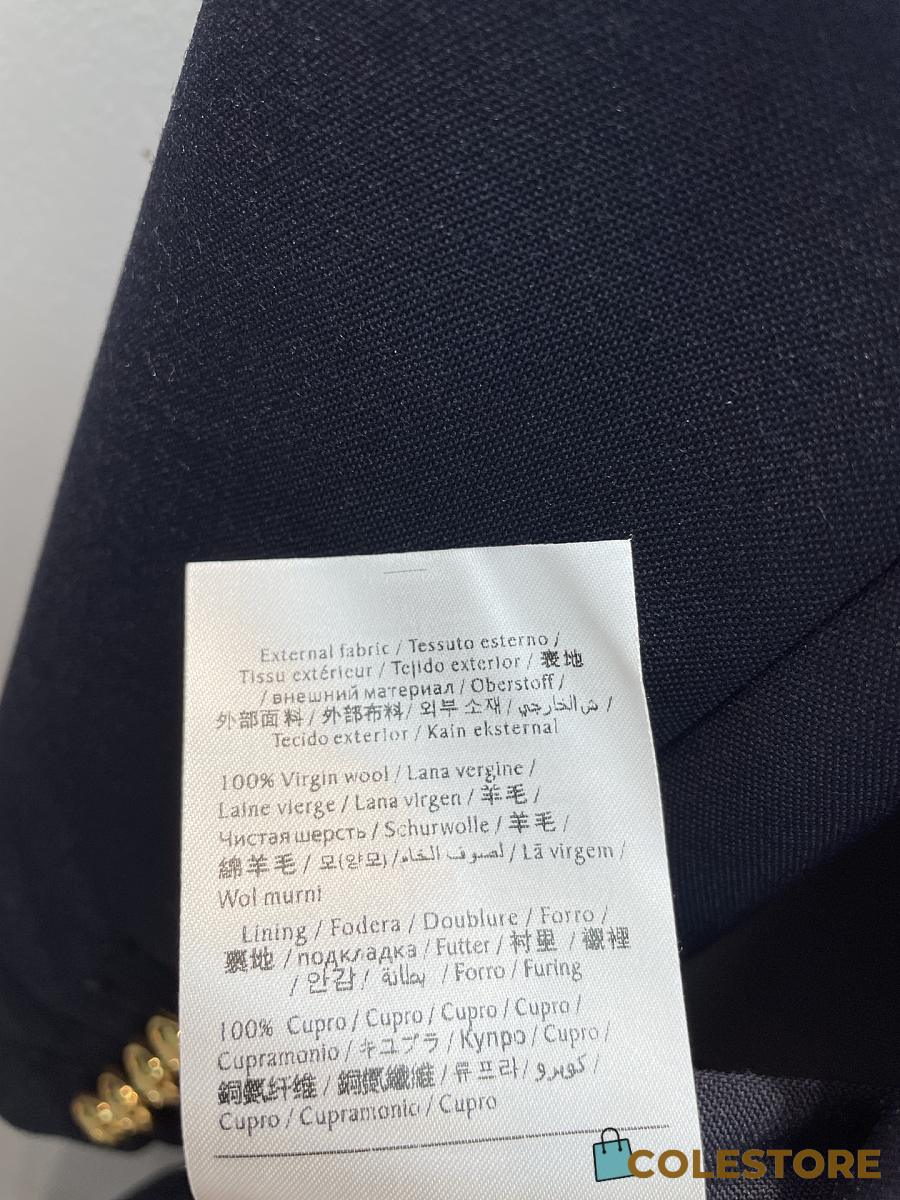 External fabric / Tessuto esterno /
Tissu extérieur / Tejido exterior / 表地
/ внешний материал / Oberstoff /
外部面料 / 外部布料 / 외부 소재 / ش الخارجي /
Tecido exterior / Kain eksternal
100% Virgin wool / Lana vergine /
Laine vierge / Lana virgen / 羊毛 /
Чистая шерсть / Schurwolle / 羊毛 /
綿羊毛 / 모(양모) / لصوف الخام / Lã virgem /
Wol murni
Lining / Fodera / Doublure / Forro /
裏地 / подкладка / Futter / 衬里 / 襯裡
/ 안감 / بطانة / Forro / Furing
100% Cupro / Cupro / Cupro / Cupro /
Cupramonio / キュプラ / Купро / Cupro /
铜氨纤维 / 銅氨纖維 / 큐프라 / كوبرو /
Cupro / Cupramonio / Cupro
COLESTORE